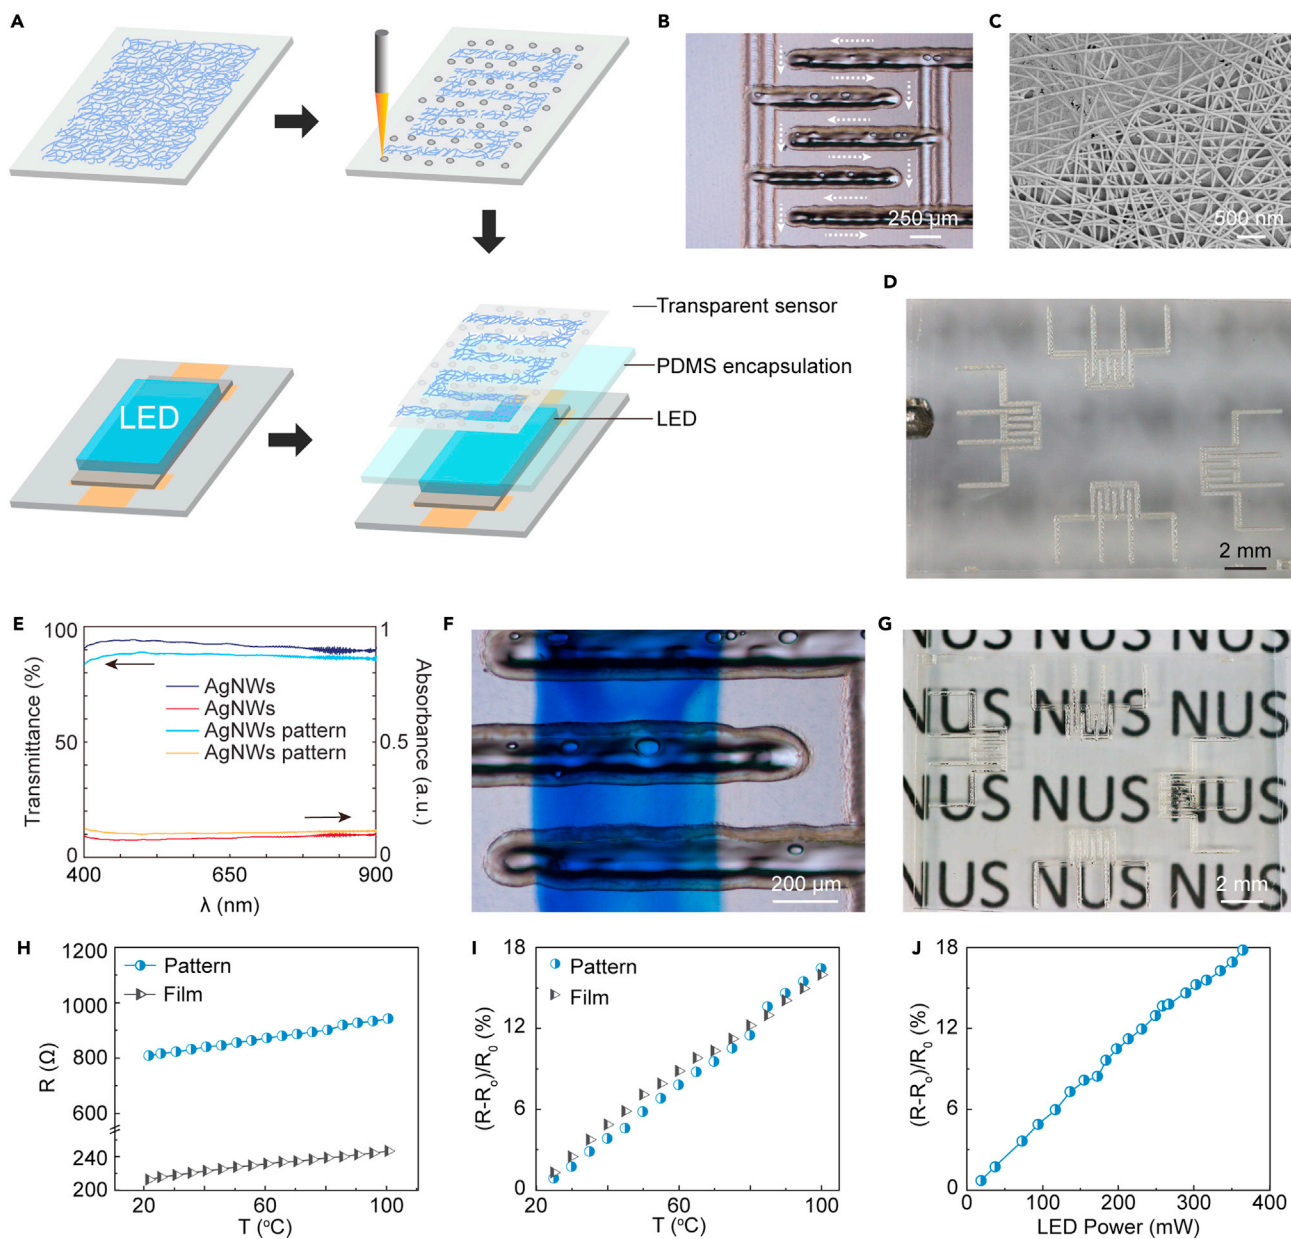 A
B
C
250 µm
500 nm
D
Transparent sensor
PDMS encapsulation
LED
LED
2 mm
E
100
50
0
Transmittance (%)
1
0.5
0
Absorbance (a.u.)
AgNWs
AgNWs
AgNWs pattern
AgNWs pattern
400
650
900
λ (nm)
F
200 µm
G
NUS NUS NUS
NUS NUS NUS
NUS NUS NUS
NUS NUS NUS
2 mm
H
1200
1000
800
600
240
200
R (Ω)
Pattern
Film
20
60
100
T (°C)
I
18
12
6
0
(R-R₀)/R₀ (%)
Pattern
Film
20
60
100
T (°C)
J
18
12
6
0
(R-Rₒ)/R₀ (%)
0
100
200
300
400
LED Power (mW)